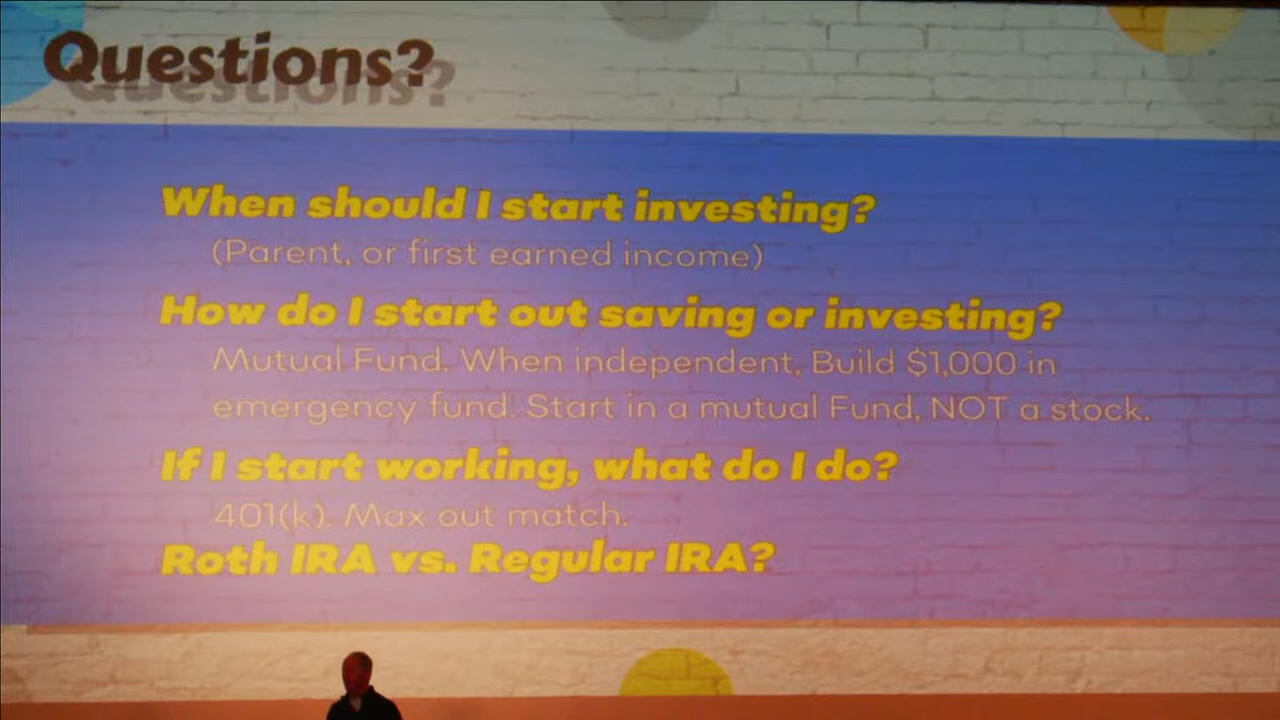 Questions?
When should I start investing?
(Parent, or first earned income)
How do I start out saving or investing?
Mutual Fund. When independent, Build $1,000 in
emergency fund. Start in a mutual Fund, NOT a stock.
If I start working, what do I do?
401(k). Max out match.
Roth IRA vs. Regular IRA?